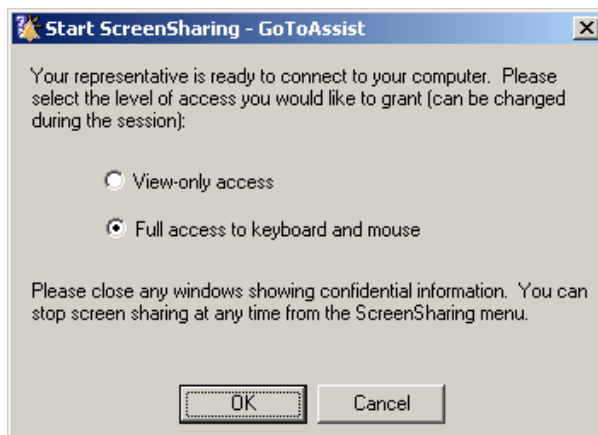 Start ScreenSharing - GoToAssist
Your representative is ready to connect to your computer.  Please
select the level of access you would like to grant (can be changed
during the session):
View-only access
Full access to keyboard and mouse
Please close any windows showing confidential information.  You can
stop screen sharing at any time from the ScreenSharing menu.
OK
Cancel